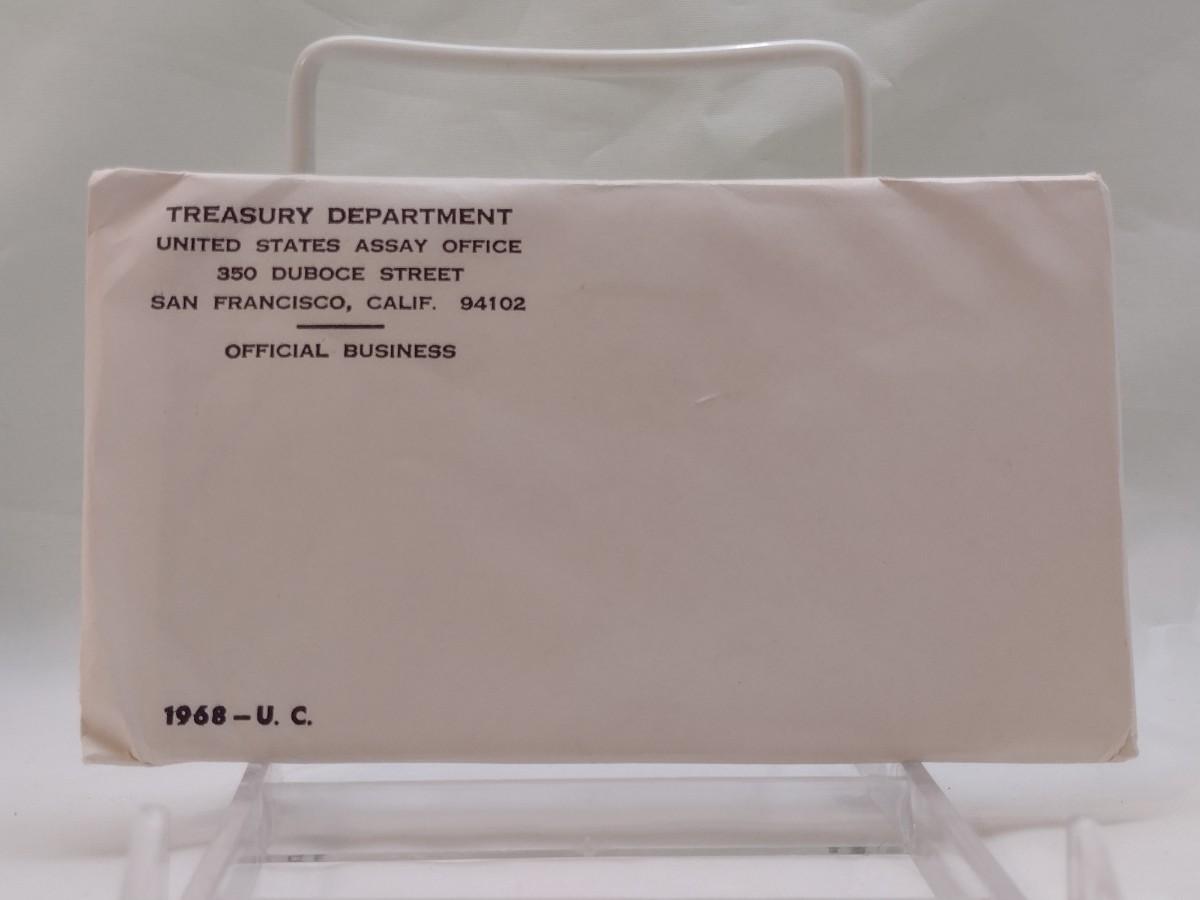 TREASURY DEPARTMENT
UNITED STATES ASSAY OFFICE
350 DUBOCE STREET
SAN FRANCISCO, CALIF. 94102
OFFICIAL BUSINESS
1968 – U. C.